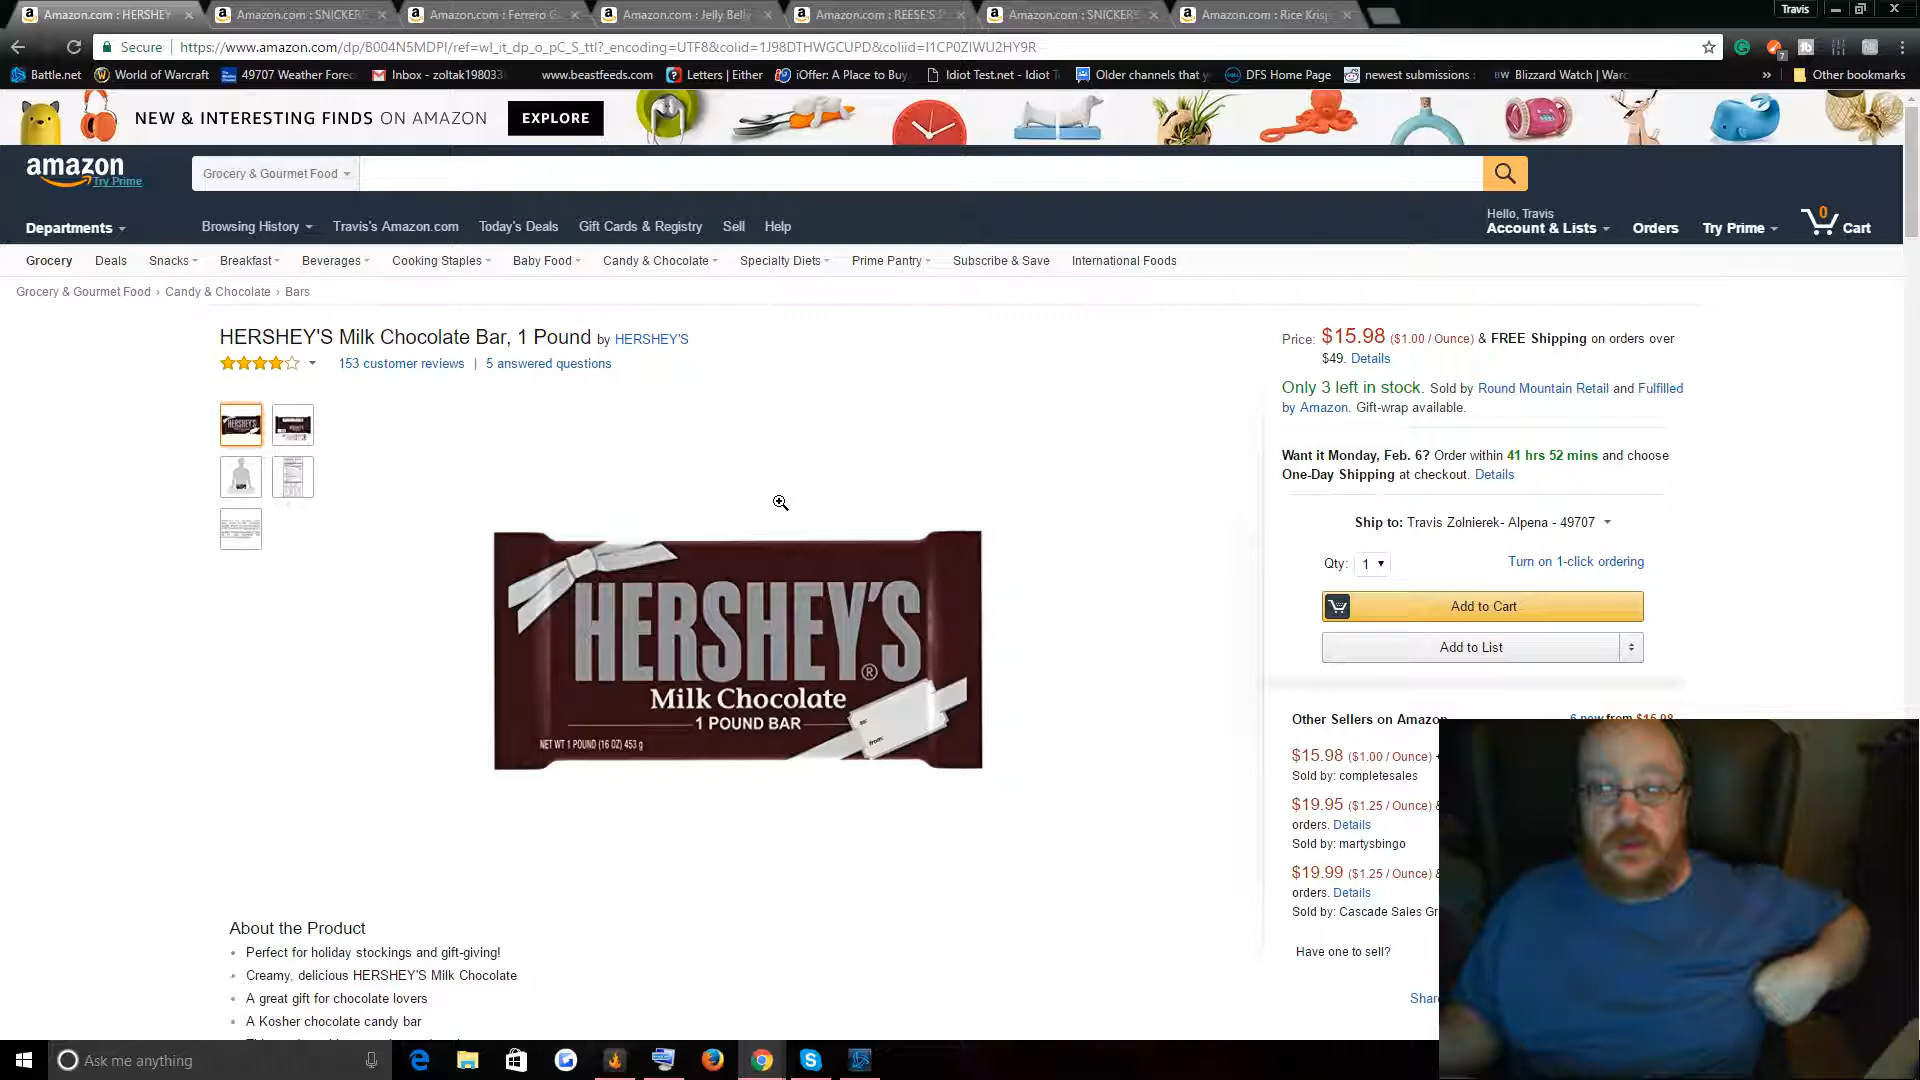 Amazon.com : HERSHEY
Amazon.com : SNICKER
Amazon.com : Ferrero
Amazon.com : Jelly Belly
Amazon.com : REESE'S
Amazon.com : SNICKERS
Amazon.com : Rice Krisp
Travis
Secure
https://www.amazon.com/dp/B004N5MDPI/ref=wl_it_dp_o_pC_S_ttl?_encoding=UTF8&colid=1J98DTHWGCUPD&coliid=I1CP0ZIWU2HY9R
Battle.net
World of Warcraft
49707 Weather Forec
Inbox - zoltak198033
www.beastfeeds.com
Letters | Either
iOffer: A Place to Buy
Idiot Test.net - Idiot
Older channels that y
DFS Home Page
newest submissions :
Blizzard Watch | Warc
Other bookmarks
NEW & INTERESTING FINDS ON AMAZON EXPLORE
amazon
Try Prime
Grocery & Gourmet Food
Departments
Browsing History
Travis's Amazon.com
Today's Deals
Gift Cards & Registry
Sell
Help
Hello, Travis
Account & Lists
Orders
Try Prime
0
Cart
Grocery
Deals
Snacks
Breakfast
Beverages
Cooking Staples
Baby Food
Candy & Chocolate
Specialty Diets
Prime Pantry
Subscribe & Save
International Foods
Grocery & Gourmet Food › Candy & Chocolate › Bars
HERSHEY'S Milk Chocolate Bar, 1 Pound by HERSHEY'S
153 customer reviews | 5 answered questions
HERSHEY'S®
Milk Chocolate
1 POUND BAR
NET WT 1 POUND (16 OZ) 453 g
from:
About the Product
• Perfect for holiday stockings and gift-giving!
• Creamy, delicious HERSHEY'S Milk Chocolate
• A great gift for chocolate lovers
• A Kosher chocolate candy bar
Price: $15.98 ($1.00 / Ounce) & FREE Shipping on orders over
$49. Details
Only 3 left in stock. Sold by Round Mountain Retail and Fulfilled
by Amazon. Gift-wrap available.
Want it Monday, Feb. 6? Order within 41 hrs 52 mins and choose
One-Day Shipping at checkout. Details
Ship to: Travis Zolnierek- Alpena - 49707
Qty: 1
Turn on 1-click ordering
Add to Cart
Add to List
Other Sellers on Amazon
6 new from $15.98
$15.98 ($1.00 / Ounce)
Sold by: completesales
$19.95 ($1.25 / Ounce)
orders. Details
Sold by: martysbingo
$19.99 ($1.25 / Ounce)
orders. Details
Sold by: Cascade Sales Gr
Have one to sell?
Share
Ask me anything